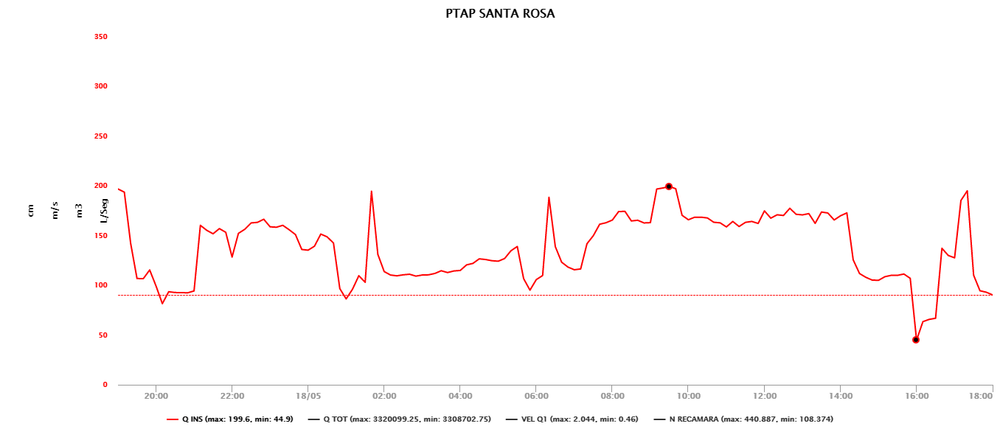 PTAP SANTA ROSA
350
300
250
200
150
100
50
0
cm
m/s
m3
L/Seg
20:00 22:00 18/05 02:00 04:00 06:00 08:00 10:00 12:00 14:00 16:00 18:00
Q INS (max: 199.6, min: 44.9) Q TOT (max: 3320099.25, min: 3308702.75) VEL Q1 (max: 2.044, min: 0.46) N RECAMARA (max: 440.887, min: 108.374)